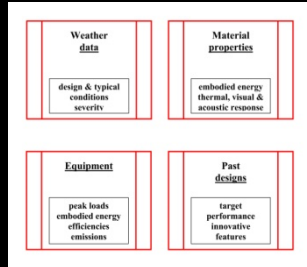 Weather
data
design & typical
conditions
severity
Material
properties
embodied energy
thermal, visual &
acoustic response
Equipment
peak loads
embodied energy
efficiencies
emissions
Past
designs
target
performance
innovative
features